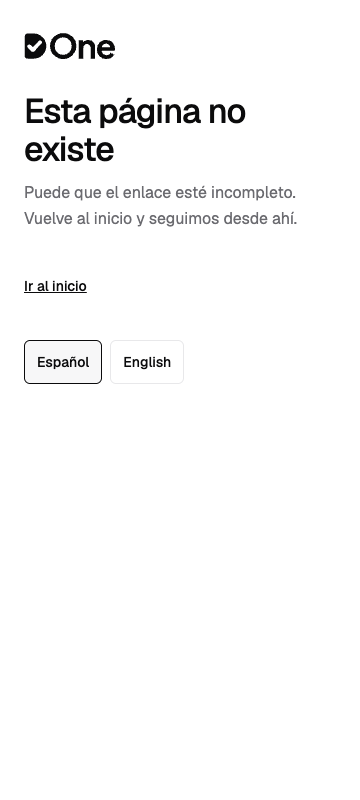 DOne
Esta página no
existe
Puede que el enlace esté incompleto.
Vuelve al inicio y seguimos desde ahí.
Ir al inicio
Español
English